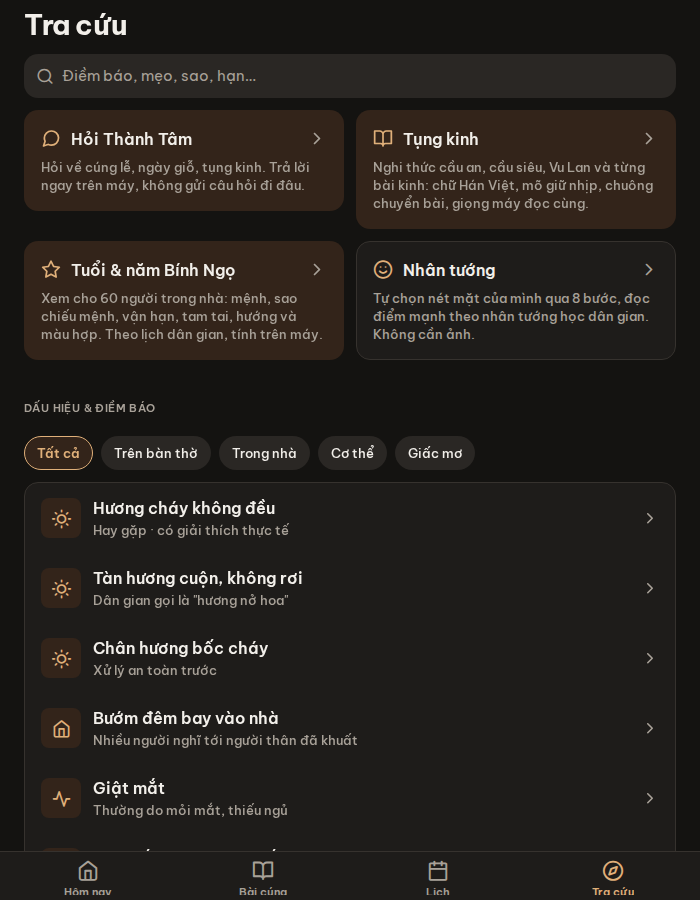 Tra cứu
Điềm báo, mẹo, sao, hạn...
Hỏi Thành Tâm
Hỏi về cúng lễ, ngày giỗ, tụng kinh. Trả lời
ngay trên máy, không gửi câu hỏi đi đâu.
Tụng kinh
Nghi thức cầu an, cầu siêu, Vu Lan và từng
bài kinh: chữ Hán Việt, mõ giữ nhịp, chuông
chuyển bài, giọng máy đọc cùng.
Tuổi & năm Bính Ngọ
Xem cho 60 người trong nhà: mệnh, sao
chiếu mệnh, vận hạn, tam tai, hướng và
màu hợp. Theo lịch dân gian, tính trên máy.
Nhân tướng
Tự chọn nét mặt của mình qua 8 bước, đọc
điểm mạnh theo nhân tướng học dân gian.
Không cần ảnh.
DẤU HIỆU & ĐIỀM BÁO
Tất cả
Trên bàn thờ
Trong nhà
Cơ thể
Giấc mơ
Hương cháy không đều
Hay gặp · có giải thích thực tế
Tàn hương cuộn, không rơi
Dân gian gọi là "hương nở hoa"
Chân hương bốc cháy
Xử lý an toàn trước
Bướm đêm bay vào nhà
Nhiều người nghĩ tới người thân đã khuất
Giật mắt
Thường do mỏi mắt, thiếu ngủ
Hôm nay
Bài cúng
Lịch
Tra cứu